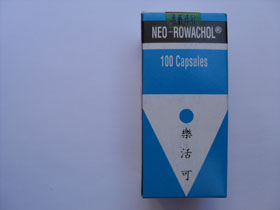 NEO-ROWACHOL®
100 Capsules
樂
活
可